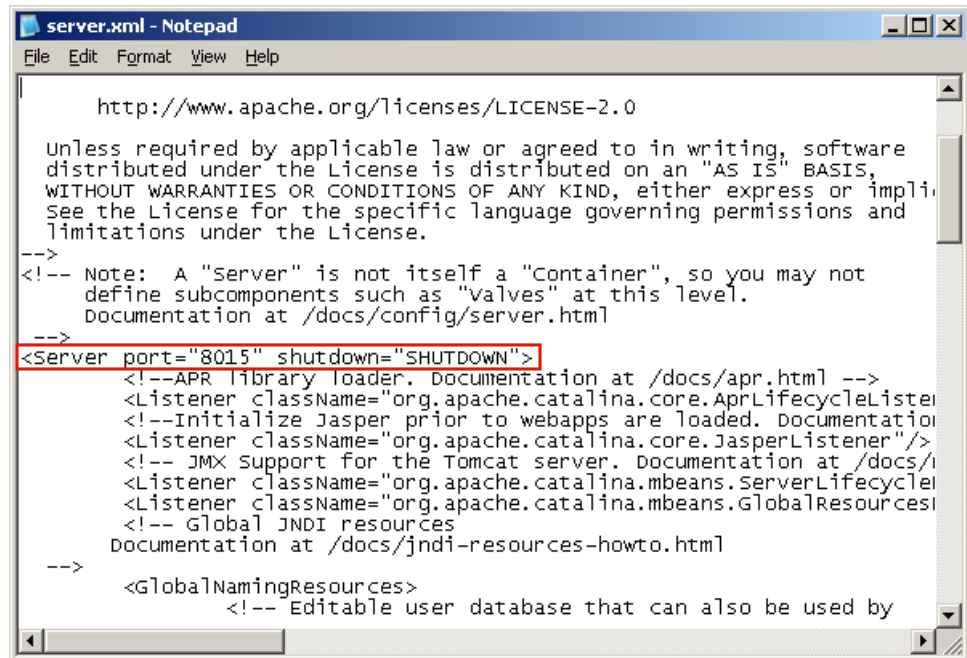 server.xml - Notepad
File Edit Format View Help
http://www.apache.org/licenses/LICENSE-2.0
Unless required by applicable law or agreed to in writing, software
distributed under the License is distributed on an "AS IS" BASIS,
WITHOUT WARRANTIES OR CONDITIONS OF ANY KIND, either express or
See the License for the specific language governing permissions and
limitations under the License.
-->
<!-- Note:  A "Server" is not itself a "Container", so you may not
define subcomponents such as "Valves" at this level.
Documentation at /docs/config/server.html
-->
<Server port="8015" shutdown="SHUTDOWN">
<!--APR library loader. Documentation at /docs/apr.html -->
<Listener className="org.apache.catalina.core.AprLifecycleListe
<!--Initialize Jasper prior to webapps are loaded. Documentatio
<Listener className="org.apache.catalina.core.JasperListener"/>
<!-- JMX Support for the Tomcat server. Documentation at /docs/
<Listener className="org.apache.catalina.mbeans.ServerLifecycle
<Listener className="org.apache.catalina.mbeans.GlobalResources
<!-- Global JNDI resources
Documentation at /docs/jndi-resources-howto.html
-->
<GlobalNamingResources>
<!-- Editable user database that can also be used by